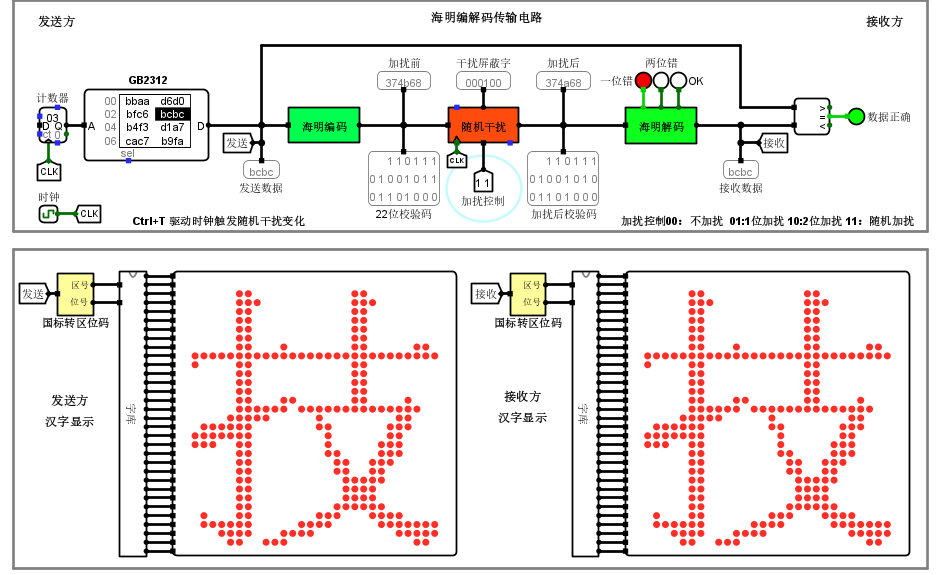 发送方
海明编解码传输电路
接收方
加扰前
干扰屏蔽字
加扰后
两位错
一位错
OK
374b68
000100
374a68
GB2312
计数器
03
D Q
ct 0
CLK
A
00 bbaa d6d0
02 bfc6 bcbc
04 b4f3 d1a7
06 cac7 b9fa
D
sel
发送
bcbc
发送数据
海明编码
随机干扰
海明解码
>
=
<
数据正确
CLK
11
加扰控制
110111
01001011
01101000
22位校验码
110111
01001010
01101000
加扰后校验码
接收
bcbc
接收数据
时钟
CLK
Ctrl+T 驱动时钟触发随机干扰变化
加扰控制00: 不加扰 01:1位加扰 10:2位加扰 11: 随机加扰
发送
区号
位号
国标转区位码
字库
发送方
汉字显示
技
接收
区号
位号
国标转区位码
字库
接收方
汉字显示
技